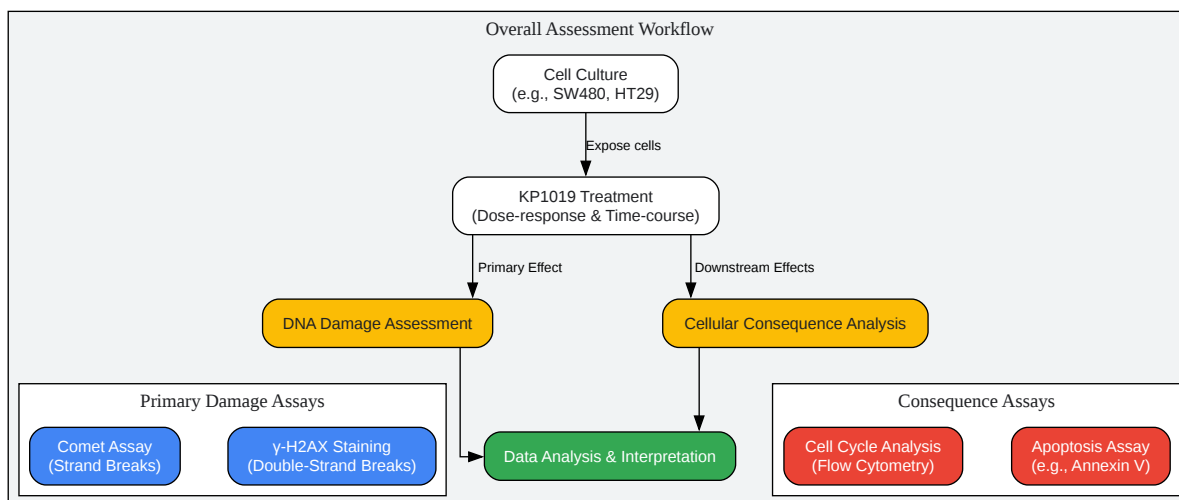 Overall Assessment Workflow
Cell Culture
(e.g., SW480, HT29)
Expose cells
KP1019 Treatment
(Dose-response & Time-course)
Primary Effect
Downstream Effects
DNA Damage Assessment
Cellular Consequence Analysis
Primary Damage Assays
Comet Assay
(Strand Breaks)
γ-H2AX Staining
(Double-Strand Breaks)
Data Analysis & Interpretation
Consequence Assays
Cell Cycle Analysis
(Flow Cytometry)
Apoptosis Assay
(e.g., Annexin V)